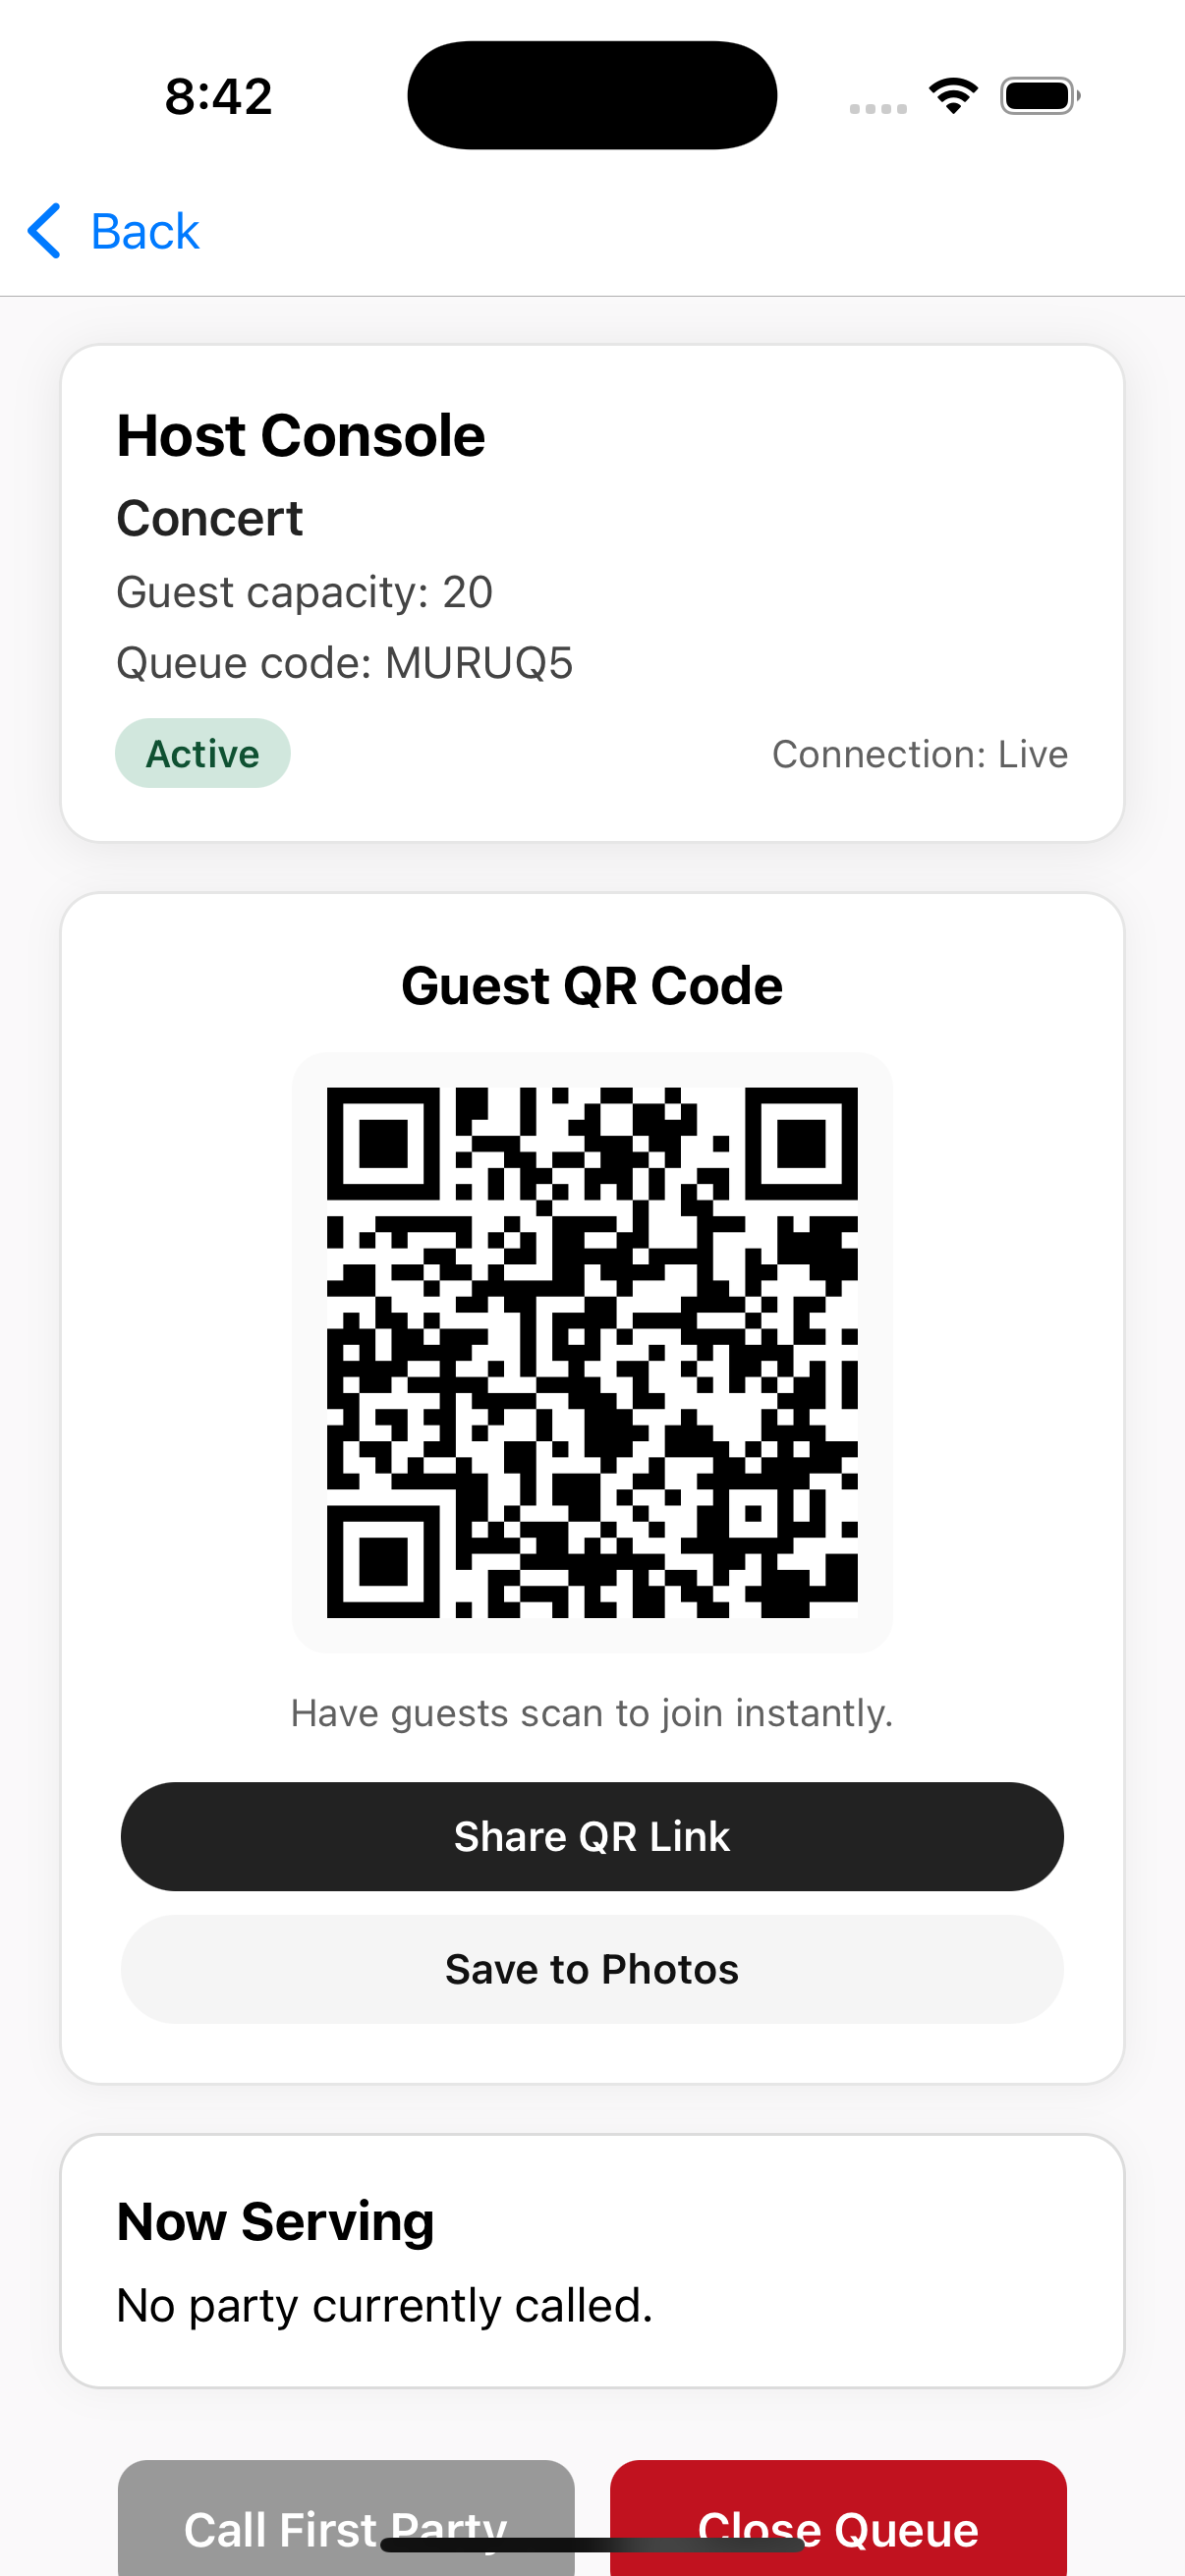 8:42
Back
Host Console
Concert
Guest capacity: 20
Queue code: MURUQ5
Active
Connection: Live
Guest QR Code
Have guests scan to join instantly.
Share QR Link
Save to Photos
Now Serving
No party currently called.
Call First Party
Close Queue